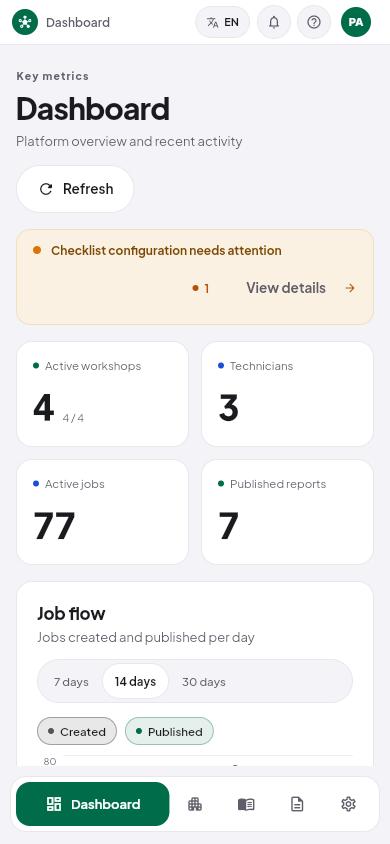 Dashboard
EN
PA
Key metrics
Dashboard
Platform overview and recent activity
Refresh
Checklist configuration needs attention
1
View details
Active workshops
4 4 / 4
Technicians
3
Active jobs
77
Published reports
7
Job flow
Jobs created and published per day
7 days 14 days 30 days
Created Published
80
Dashboard